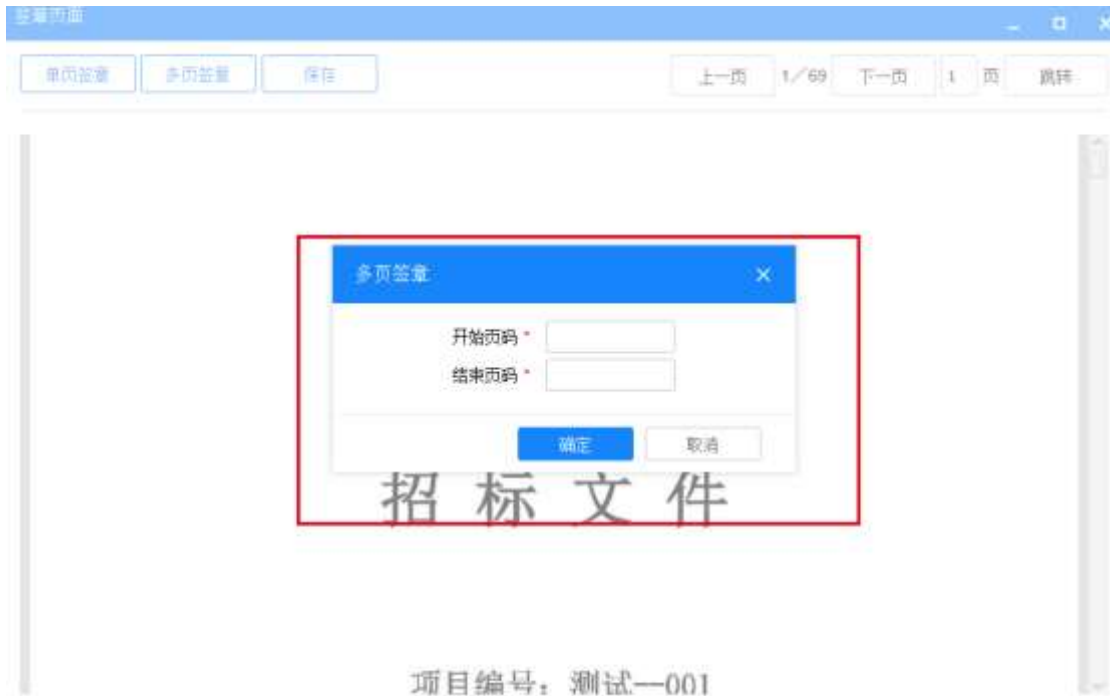 签章页面
单页签章 多页签章 保存 上一页 1/69 下一页 1 页 跳转
多页签章
开始页码 *
结束页码 *
确定 取消
招标文件
项目编号：测试—001